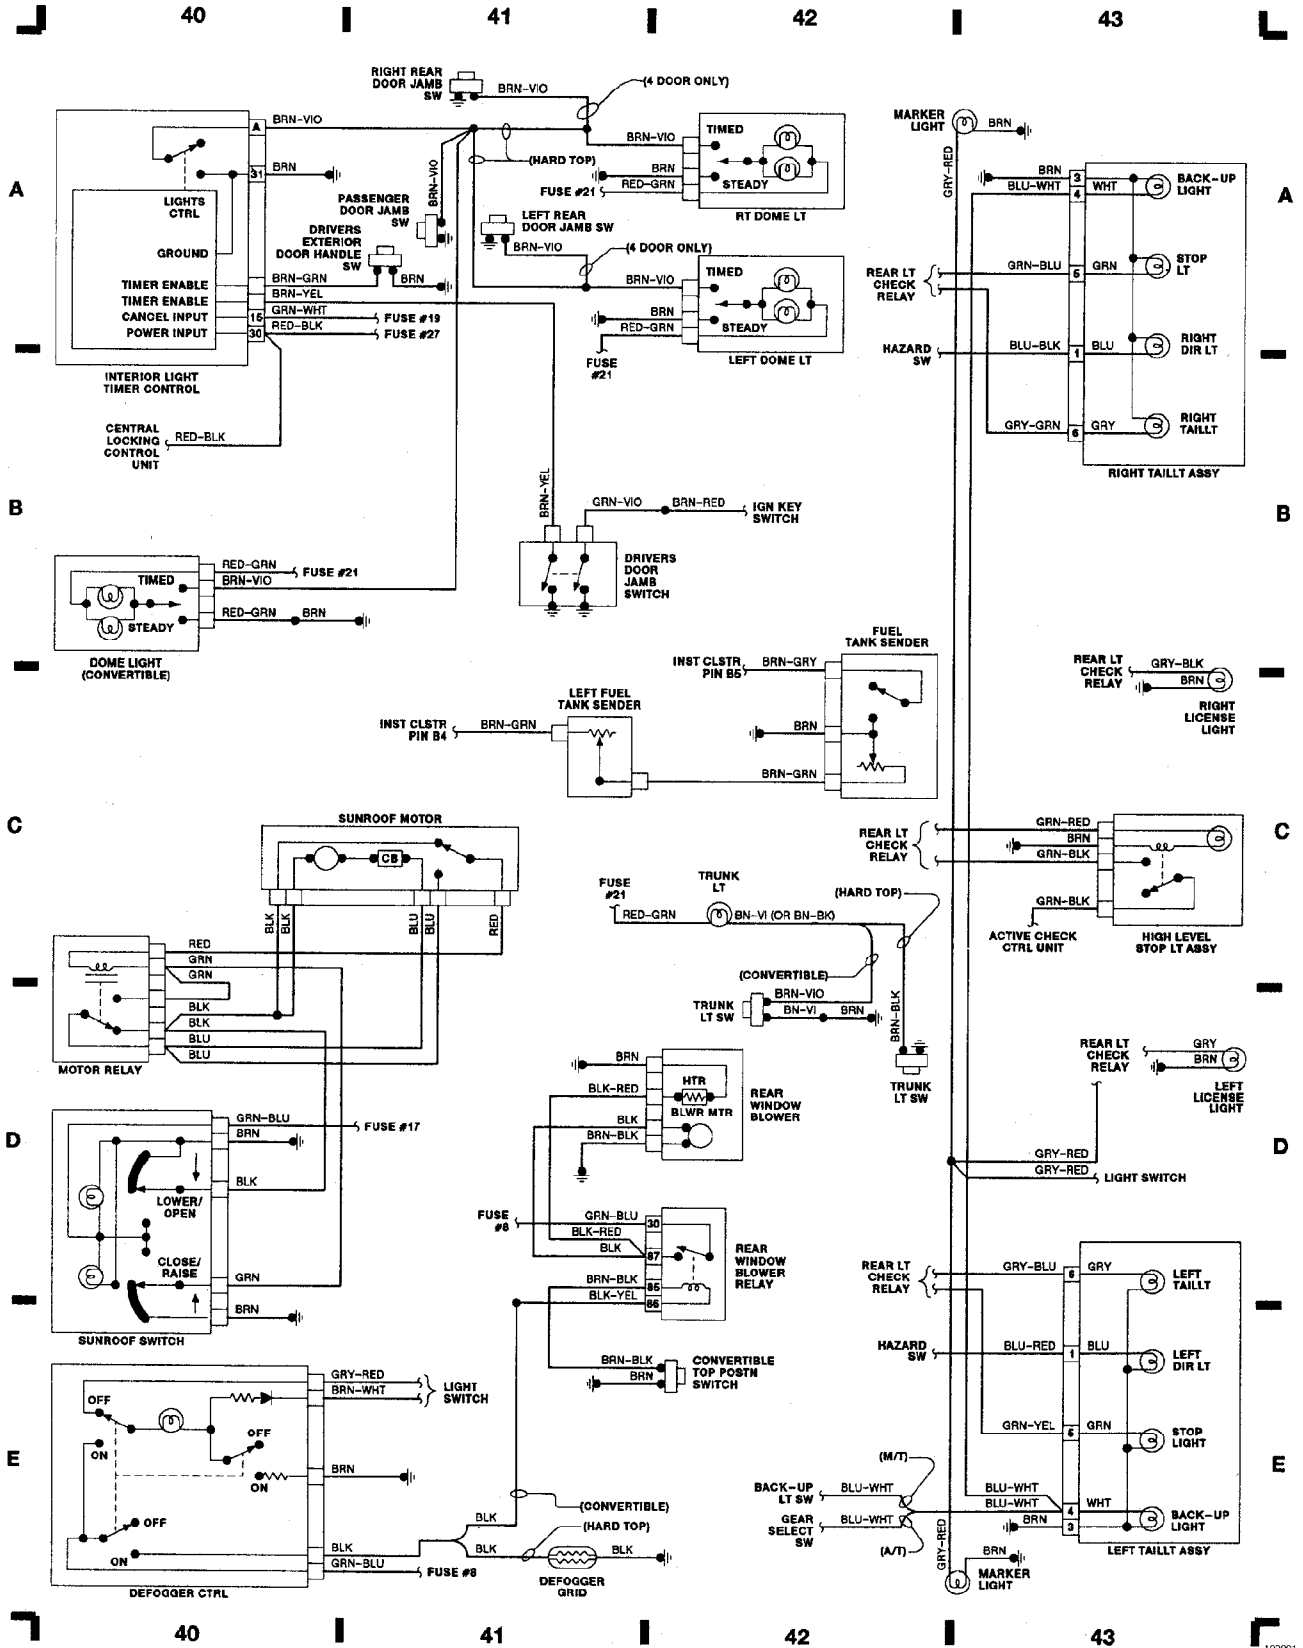 40
41
42
43
RIGHT REAR
DOOR JAMB
SW
BRN-VIO
(4 DOOR ONLY)
MARKER
LIGHT
BRN
A
BRN-VIO
BRN-VIO
TIMED
(HARD TOP)
BRN-VIO
GRY-RED
31
BRN
BRN
RED-GRN
FUSE #21
STEADY
RT DOME LT
BRN
3
BLU-WHT
4
WHT
BACK-UP
LIGHT
A
A
LIGHTS
CTRL
PASSENGER
DOOR JAMB
SW
LEFT REAR
DOOR JAMB SW
BRN-VIO
(4 DOOR ONLY)
DRIVERS
EXTERIOR
DOOR HANDLE
SW
GROUND
TIMER ENABLE
BRN-GRN
BRN
TIMER ENABLE
BRN-YEL
CANCEL INPUT
15
GRN-WHT
FUSE #19
POWER INPUT
30
RED-BLK
FUSE #27
BRN-VIO
TIMED
BRN
RED-GRN
STEADY
FUSE
#21
LEFT DOME LT
REAR LT
CHECK
RELAY
GRN-BLU
5
GRN
STOP
LT
HAZARD
SW
BLU-BLK
1
BLU
RIGHT
DIR LT
GRY-GRN
6
GRY
RIGHT
TAILLT
RIGHT TAILLT ASSY
INTERIOR LIGHT
TIMER CONTROL
CENTRAL
LOCKING
CONTROL
UNIT
RED-BLK
B
BRN-YEL
GRN-VIO
BRN-RED
IGN KEY
SWITCH
B
DRIVERS
DOOR
JAMB
SWITCH
RED-GRN
FUSE #21
TIMED
BRN-VIO
RED-GRN
BRN
STEADY
DOME LIGHT
(CONVERTIBLE)
FUEL
TANK SENDER
INST CLSTR
PIN B5
BRN-GRY
BRN
BRN-GRN
LEFT FUEL
TANK SENDER
INST CLSTR
PIN B4
BRN-GRN
REAR LT
CHECK
RELAY
GRY-BLK
BRN
RIGHT
LICENSE
LIGHT
C
SUNROOF MOTOR
CB
BLK
BLK
BLU
BLU
RED
REAR LT
CHECK
RELAY
GRN-RED
BRN
GRN-BLK
GRN-BLK
ACTIVE CHECK
CTRL UNIT
HIGH LEVEL
STOP LT ASSY
C
FUSE
#21
RED-GRN
TRUNK
LT
BN-VI (OR BN-BK)
(HARD TOP)
(CONVERTIBLE)
TRUNK
LT SW
BRN-VIO
BN-VI
BRN
BRN-BLK
TRUNK
LT SW
RED
GRN
GRN
BLK
BLK
BLU
BLU
MOTOR RELAY
REAR LT
CHECK
RELAY
GRY
BRN
LEFT
LICENSE
LIGHT
BRN
BLK-RED
HTR
BLWR MTR
BLK
BRN-BLK
REAR
WINDOW
BLOWER
D
GRN-BLU
FUSE #17
BRN
BLK
LOWER/
OPEN
CLOSE/
RAISE
GRN
BRN
SUNROOF SWITCH
D
GRY-RED
GRY-RED
LIGHT SWITCH
FUSE
#8
GRN-BLU
30
BLK-RED
BLK
87
BRN-BLK
85
BLK-YEL
86
REAR
WINDOW
BLOWER
RELAY
REAR LT
CHECK
RELAY
GRY-BLU
6
GRY
LEFT
TAILLT
HAZARD
SW
BLU-RED
1
BLU
LEFT
DIR LT
BRN-BLK
BRN
CONVERTIBLE
TOP POSTN
SWITCH
GRY-RED
BRN-WHT
LIGHT
SWITCH
OFF
ON
OFF
ON
BRN
GRN-YEL
5
GRN
STOP
LIGHT
E
E
(M/T)
BACK-UP
LT SW
BLU-WHT
GEAR
SELECT
SW
BLU-WHT
(A/T)
BLU-WHT
BLU-WHT
4
WHT
BRN
3
BACK-UP
LIGHT
LEFT TAILLT ASSY
GRY-RED
BRN
MARKER
LIGHT
(CONVERTIBLE)
(HARD TOP)
OFF
ON
BLK
BLK
GRN-BLU
FUSE #8
BLK
BLK
DEFOGGER
GRID
DEFOGGER CTRL
40
41
42
43